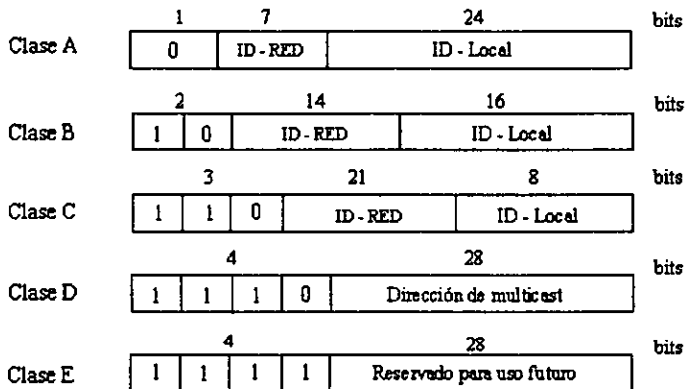 1 7 24 bits
Clase A 0 ID - RED ID - Local
2 14 16 bits
Clase B 1 0 ID - RED ID - Local
3 21 8 bits
Clase C 1 1 0 ID - RED ID - Local
4 28 bits
Clase D 1 1 1 0 Dirección de multicast
4 28 bits
Clase E 1 1 1 1 Reservado para uso futuro